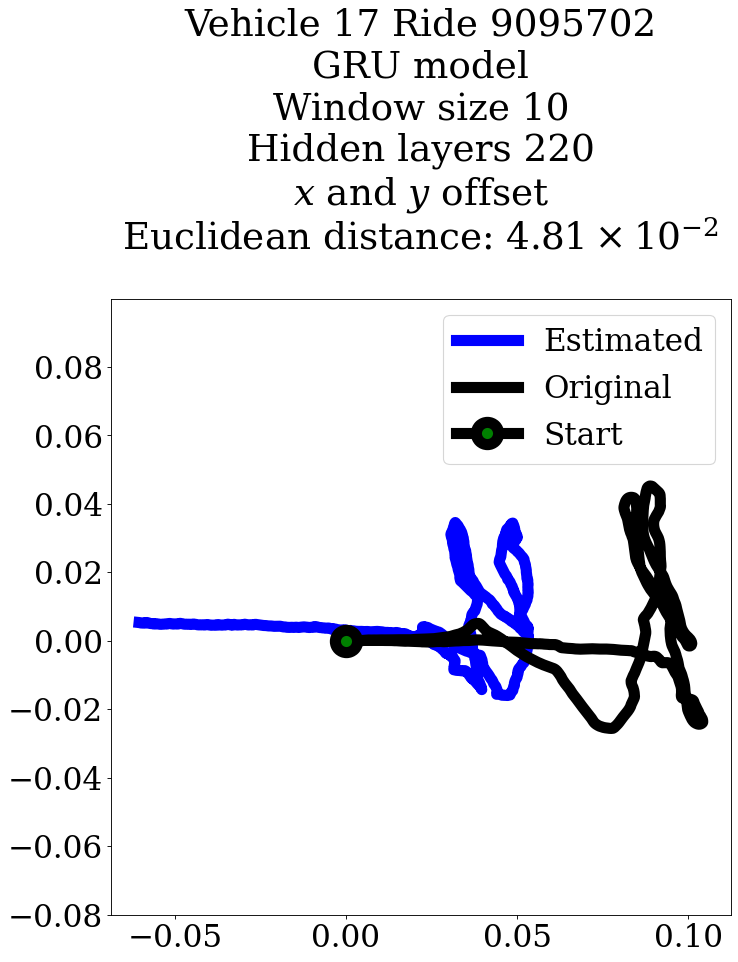 Vehicle 17 Ride 9095702
GRU model
Window size 10
Hidden layers 220
x and y offset
Euclidean distance: 4.81 × 10⁻²
Estimated
Original
Start
0.08
0.06
0.04
0.02
0.00
−0.02
−0.04
−0.06
−0.08
−0.05 0.00 0.05 0.10